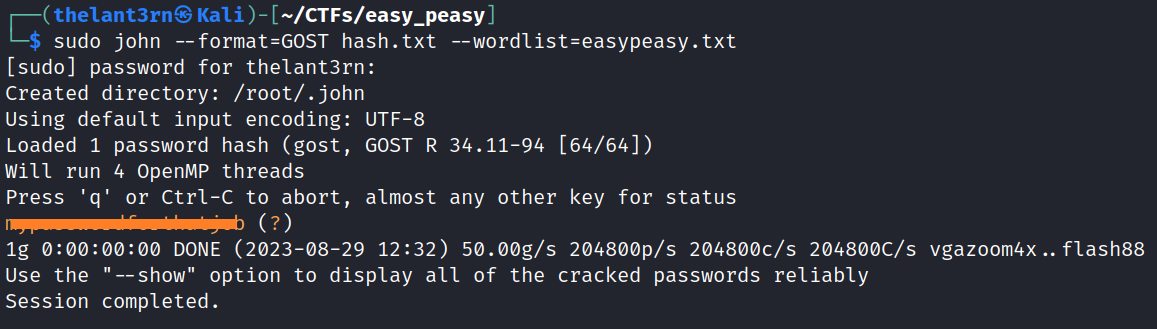 ┌──(thelant3rn㉿Kali)-[~/CTFs/easy_peasy]
└─$ sudo john --format=GOST hash.txt --wordlist=easypeasy.txt
[sudo] password for thelant3rn:
Created directory: /root/.john
Using default input encoding: UTF-8
Loaded 1 password hash (gost, GOST R 34.11-94 [64/64])
Will run 4 OpenMP threads
Press 'q' or Ctrl-C to abort, almost any other key for status
(?)
1g 0:00:00:00 DONE (2023-08-29 12:32) 50.00g/s 204800p/s 204800c/s 204800C/s vgazoom4x..flash88
Use the "--show" option to display all of the cracked passwords reliably
Session completed.